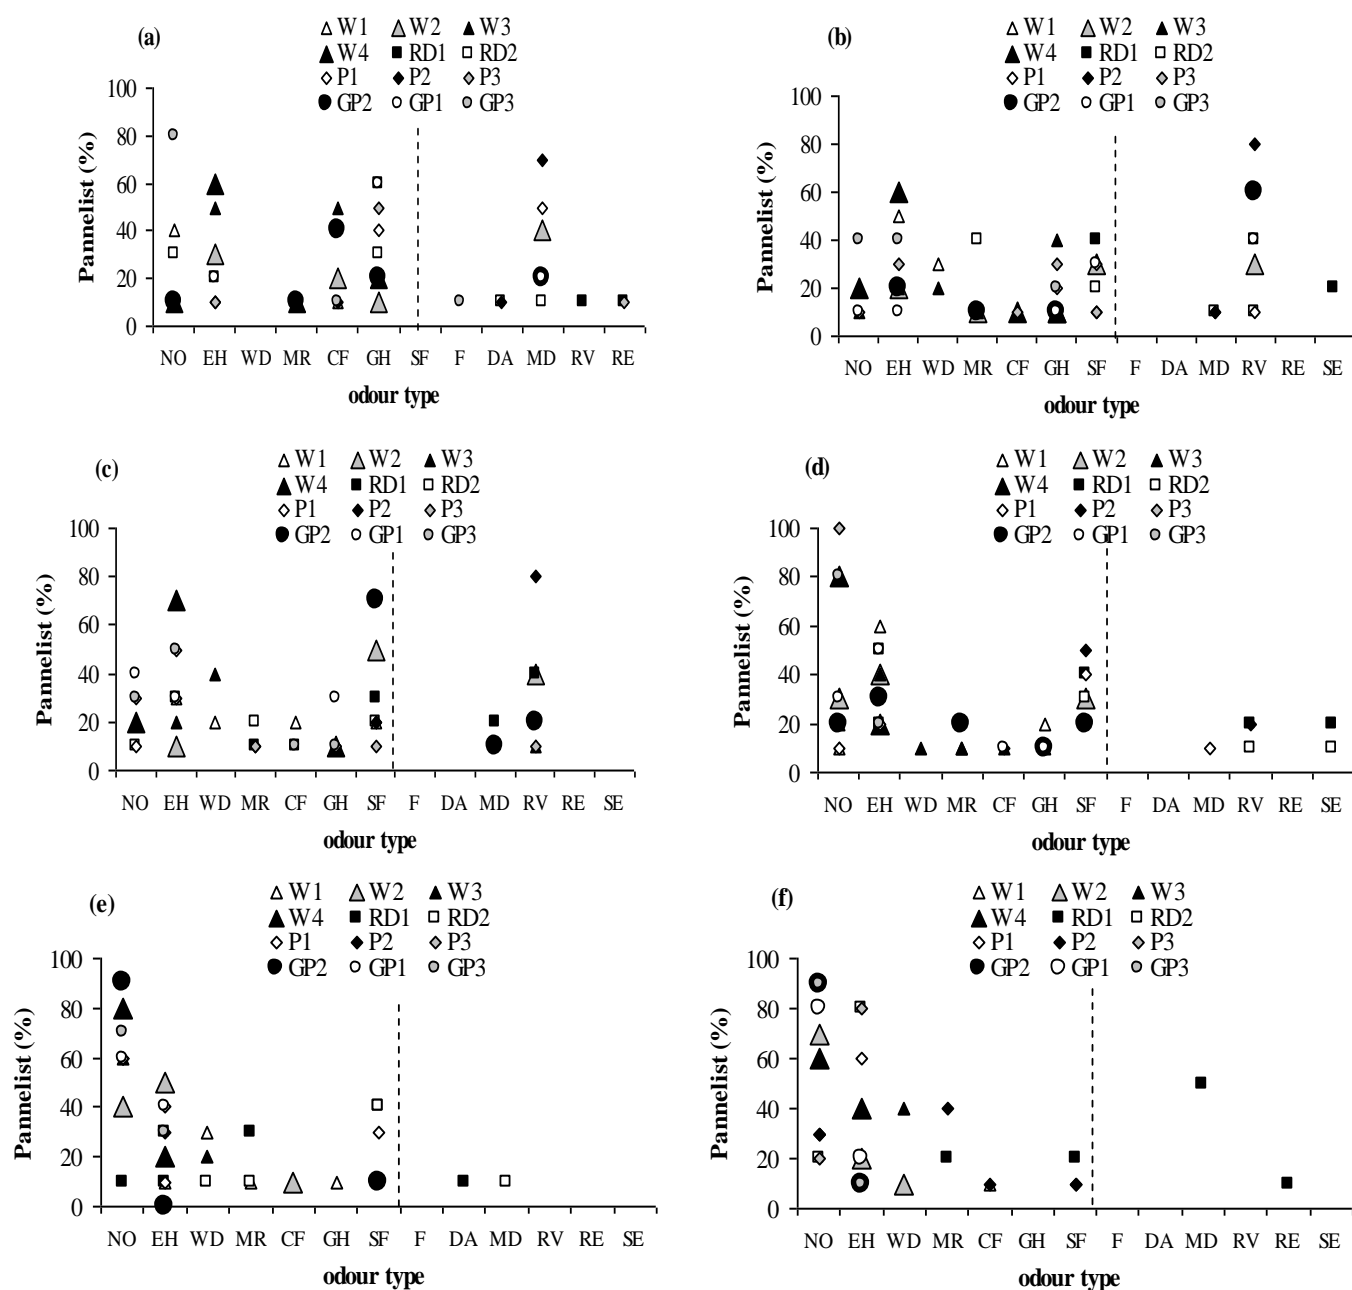 (a)
W1 W2 W3
W4 RD1 RD2
P1 P2 P3
GP2 GP1 GP3
Pannelist (%)
100
80
60
40
20
0
NO EH WD MR CF GH SF F DA MD RV RE
odour type
(b)
W1 W2 W3
W4 RD1 RD2
P1 P2 P3
GP2 GP1 GP3
Pannelist (%)
100
80
60
40
20
0
NO EH WD MR CF GH SF F DA MD RV RE SE
odour type
(c)
W1 W2 W3
W4 RD1 RD2
P1 P2 P3
GP2 GP1 GP3
Pannelist (%)
100
80
60
40
20
0
NO EH WD MR CF GH SF F DA MD RV RE SE
odour type
(d)
W1 W2 W3
W4 RD1 RD2
P1 P2 P3
GP2 GP1 GP3
Pannelist (%)
100
80
60
40
20
0
NO EH WD MR CF GH SF F DA MD RV RE SE
odour type
(e)
W1 W2 W3
W4 RD1 RD2
P1 P2 P3
GP2 GP1 GP3
Pannelist (%)
100
80
60
40
20
0
NO EH WD MR CF GH SF F DA MD RV RE SE
odour type
(f)
W1 W2 W3
W4 RD1 RD2
P1 P2 P3
GP2 GP1 GP3
Pannelist (%)
100
80
60
40
20
0
NO EH WD MR CF GH SF F DA MD RV RE SE
odour type